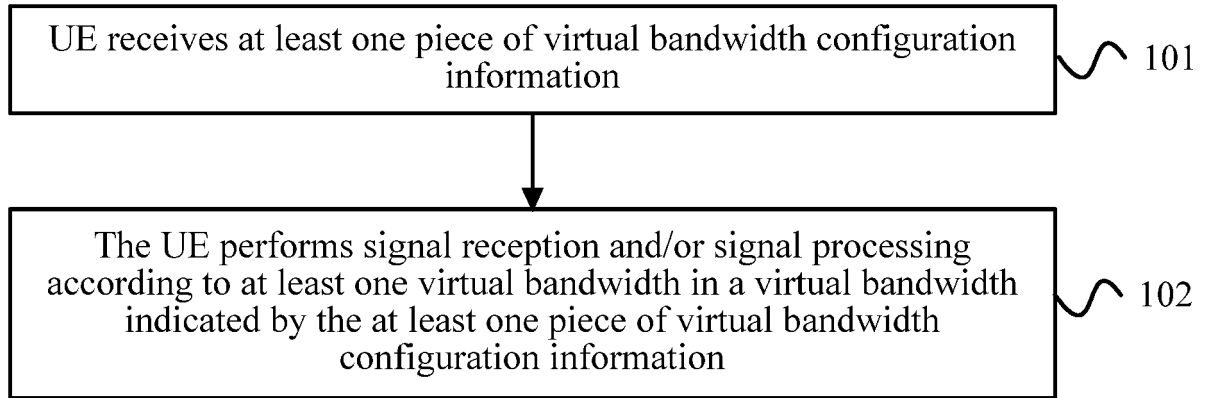 UE receives at least one piece of virtual bandwidth configuration
information
101
The UE performs signal reception and/or signal processing
according to at least one virtual bandwidth in a virtual bandwidth
indicated by the at least one piece of virtual bandwidth
configuration information
102